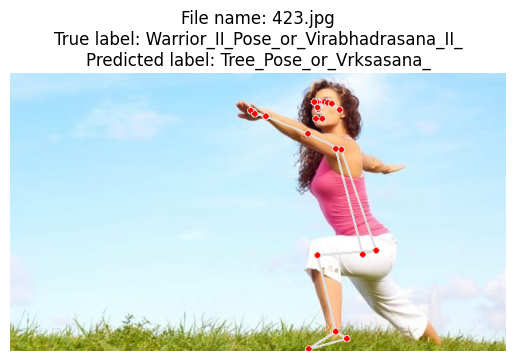 File name: 423.jpg
True label: Warrior_II_Pose_or_Virabhadrasana_II_
Predicted label: Tree_Pose_or_Vrksasana_